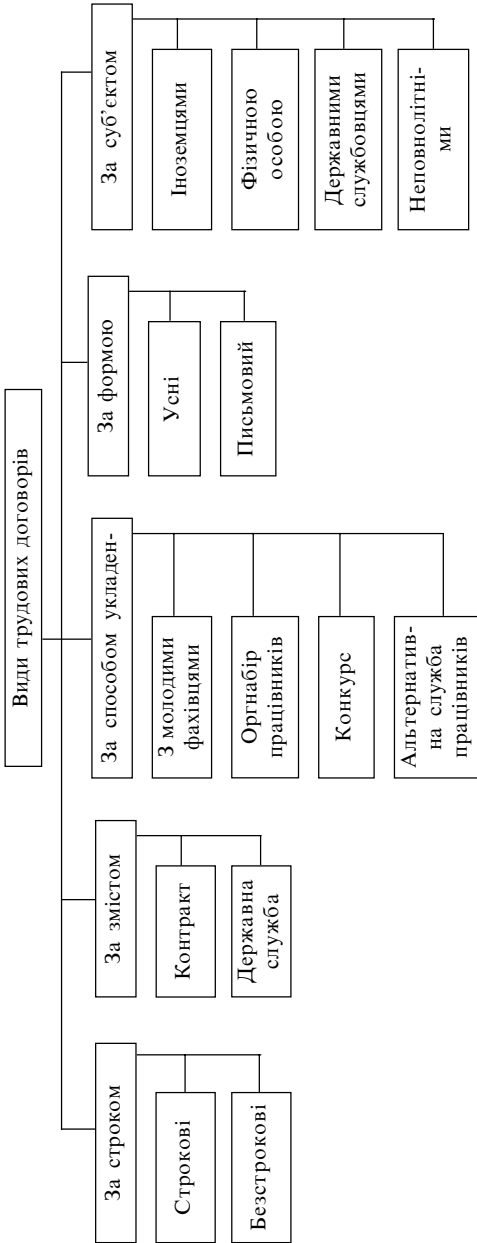 Види трудових договорів
За строком
Строкові
Безстрокові
За змістом
Контракт
Державна
служба
За способом укладен-
З молодими
фахівцями
Оргнабір
працівників
Конкурс
Альтернатив-
на служба
працівників
За формою
Усні
Письмовий
За суб’єктом
Іноземцями
Фізичною
особою
Державними
службовцями
Неповнолітні-
ми